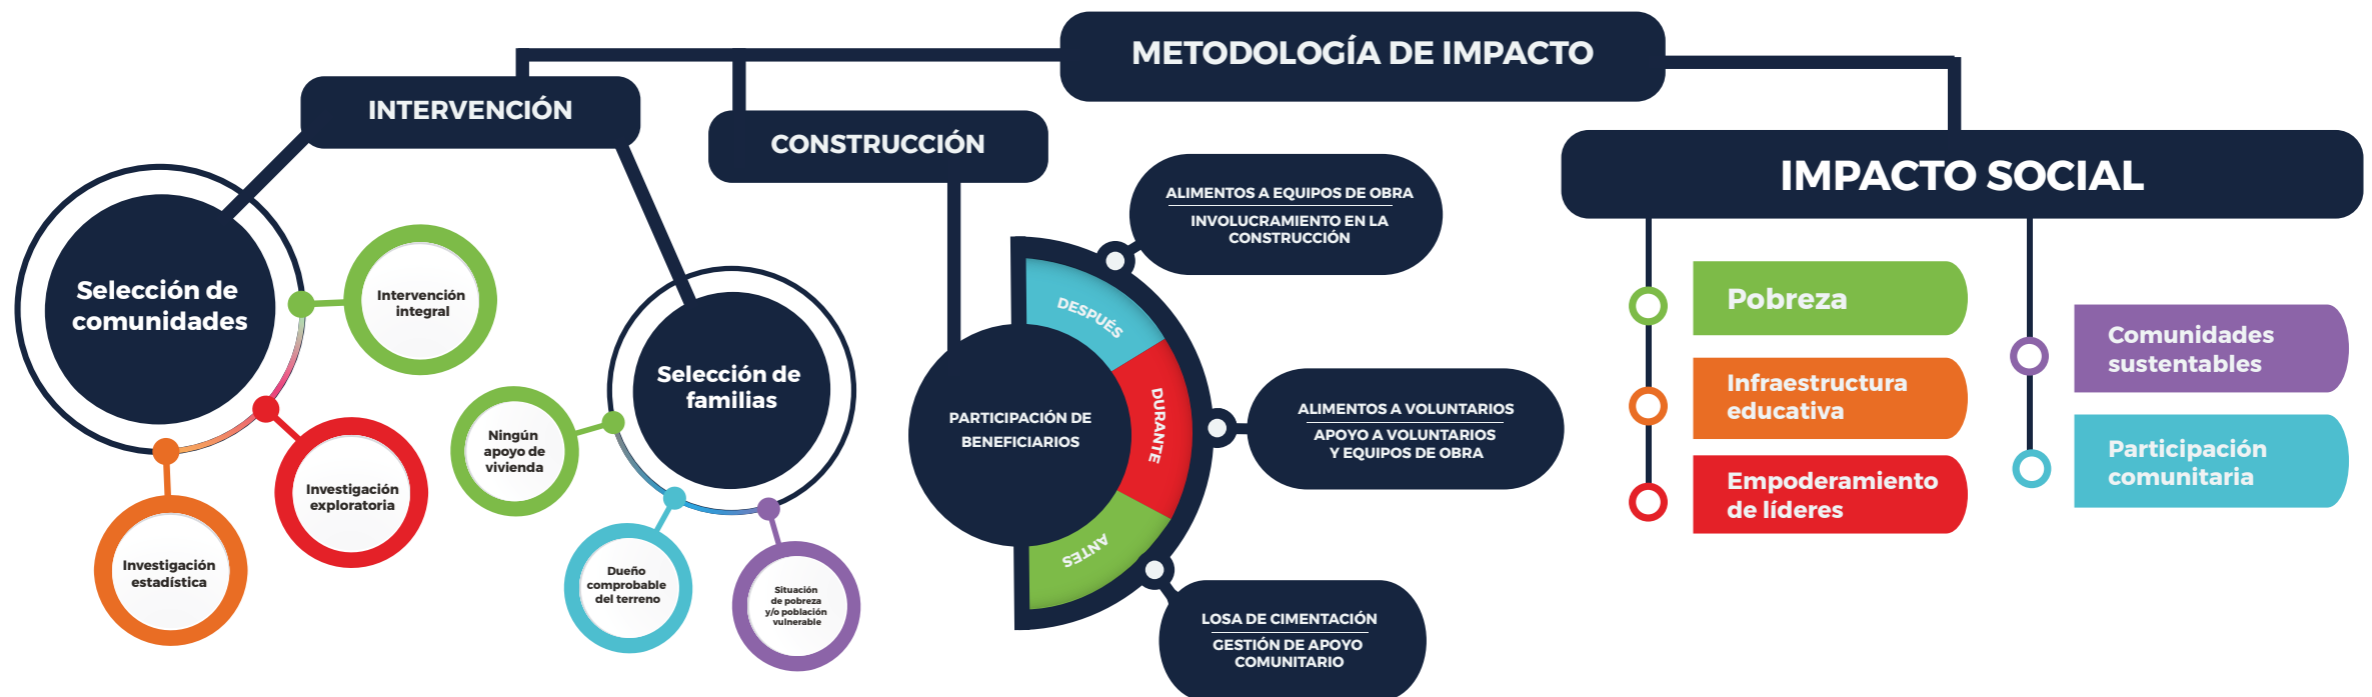 METODOLOGÍA DE IMPACTO
INTERVENCIÓN
Selección de
comunidades
Intervención
integral
Investigación
exploratoria
Investigación
estadística
Selección de
familias
Ningún
apoyo de
vivienda
Dueño
comprobable
del terreno
Situación
de pobreza
y/o población
vulnerable
CONSTRUCCIÓN
PARTICIPACIÓN DE
BENEFICIARIOS
DESPUÉS
ALIMENTOS A EQUIPOS DE OBRA
INVOLUCRAMIENTO EN LA
CONSTRUCCIÓN
DURANTE
ALIMENTOS A VOLUNTARIOS
APOYO A VOLUNTARIOS
Y EQUIPOS DE OBRA
ANTES
LOSA DE CIMENTACIÓN
GESTIÓN DE APOYO
COMUNITARIO
IMPACTO SOCIAL
Pobreza
Infraestructura
educativa
Empoderamiento
de líderes
Comunidades
sustentables
Participación
comunitaria